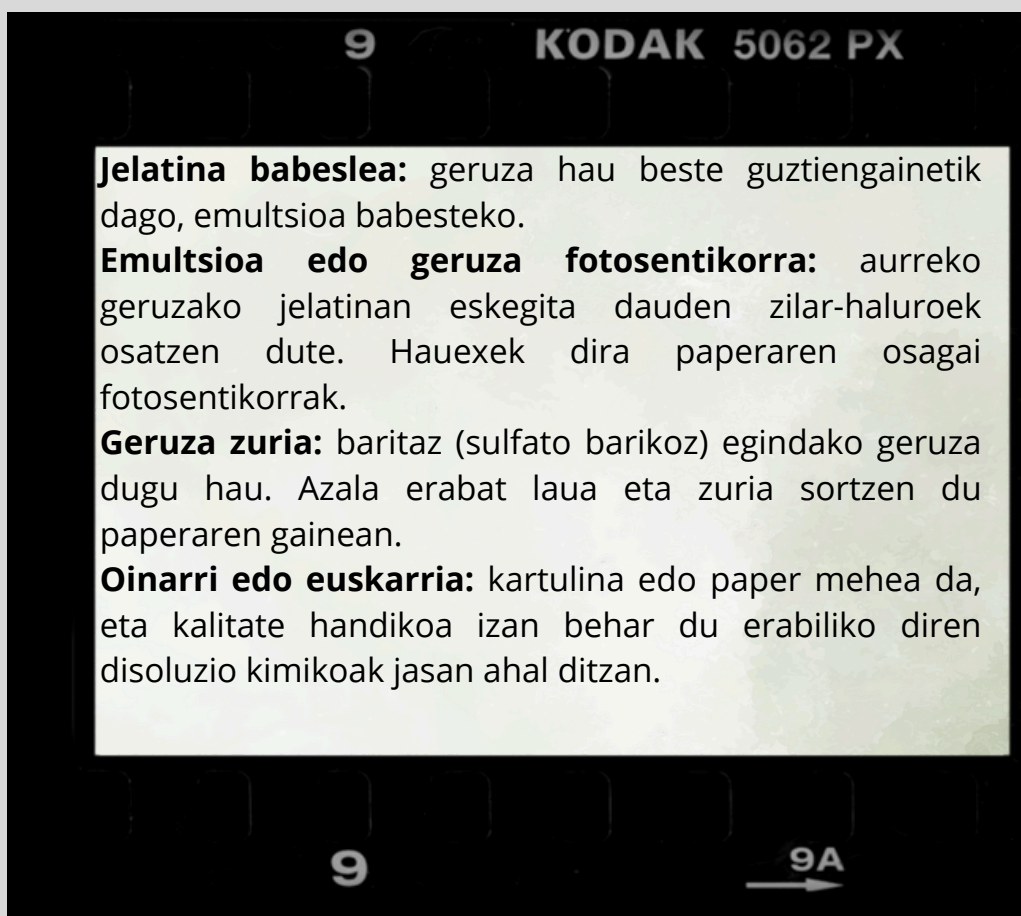 9 KODAK 5062 PX
Jelatina babeslea: geruza hau beste guztiengainetik
dago, emultsioa babesteko.
Emultsioa edo geruza fotosentikorra: aurreko
geruzako jelatinan eskegita dauden zilar-haluroek
osatzen dute. Hauexek dira paperaren osagai
fotosentikorrak.
Geruza zuria: baritaz (sulfato barikoz) egindako geruza
dugu hau. Azala erabat laua eta zuria sortzen du
paperaren gainean.
Oinarri edo euskarria: kartulina edo paper mehea da,
eta kalitate handikoa izan behar du erabiliko diren
disoluzio kimikoak jasan ahal ditzan.
9 9A